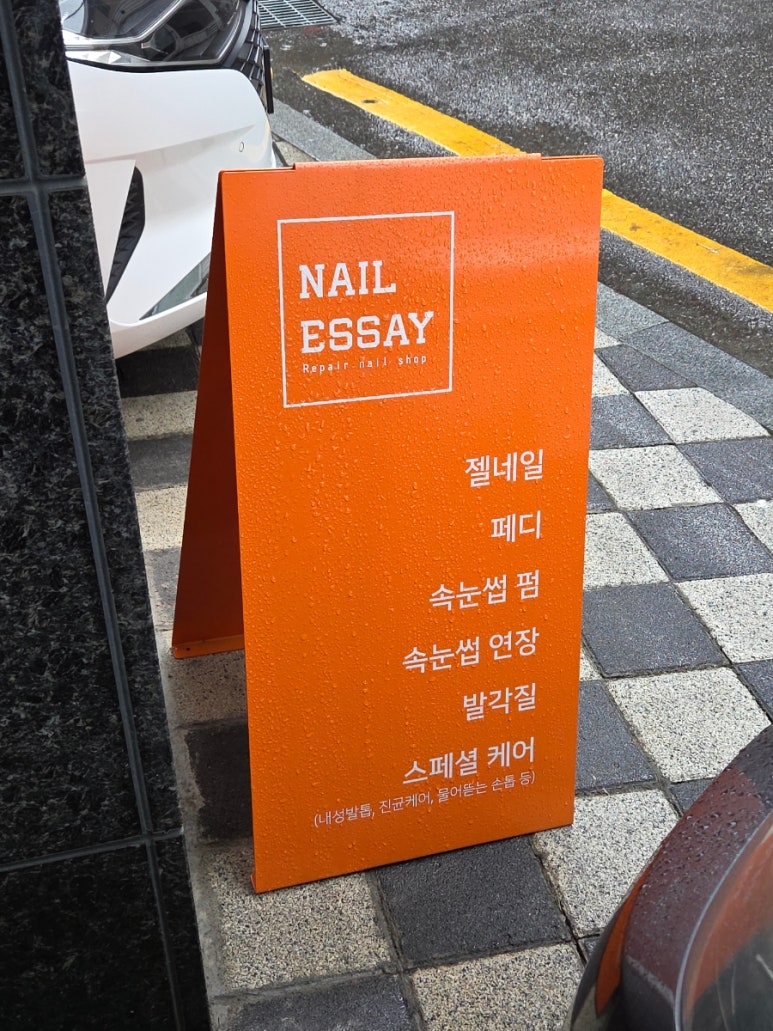 NAIL
ESSAY
Repair nail shop
젤네일
페디
속눈썹 펌
속눈썹 연장
발각질
스페셜 케어
(내성발톱, 진균케어, 물어뜯는 손톱 등)